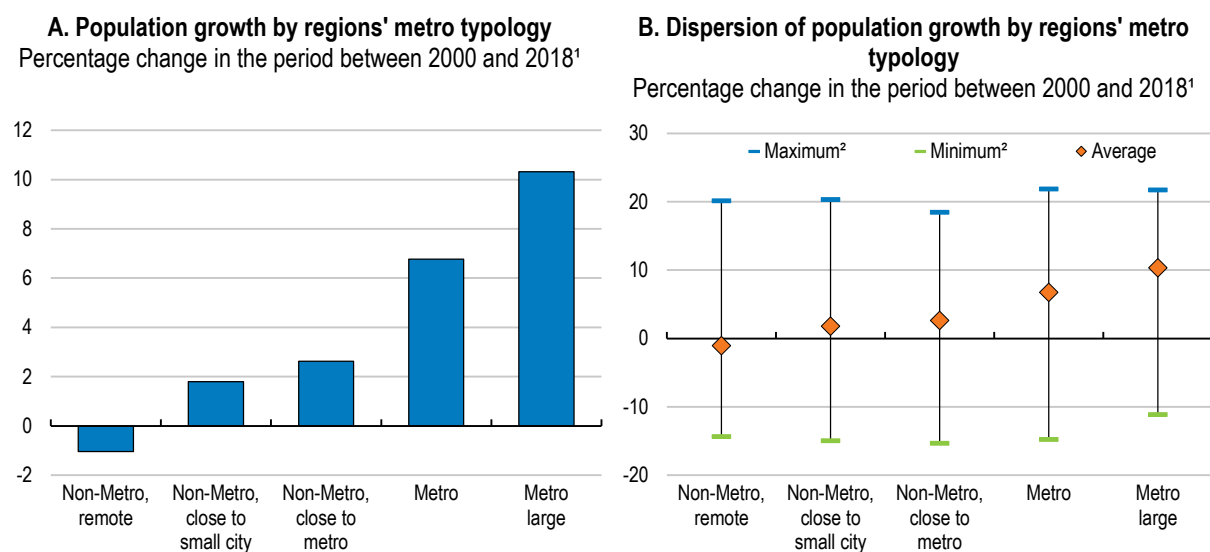 A. Population growth by regions' metro typology
Percentage change in the period between 2000 and 2018¹
12
10
8
6
4
2
0
-2
Non-Metro,
remote
Non-Metro,
close to
small city
Non-Metro,
close to
metro
Metro
Metro
large
B. Dispersion of population growth by regions' metro
typology
Percentage change in the period between 2000 and 2018¹
30
Maximum²
Minimum²
Average
20
10
0
-10
-20
Non-Metro,
remote
Non-Metro,
close to
small city
Non-Metro,
close to
metro
Metro
Metro
large